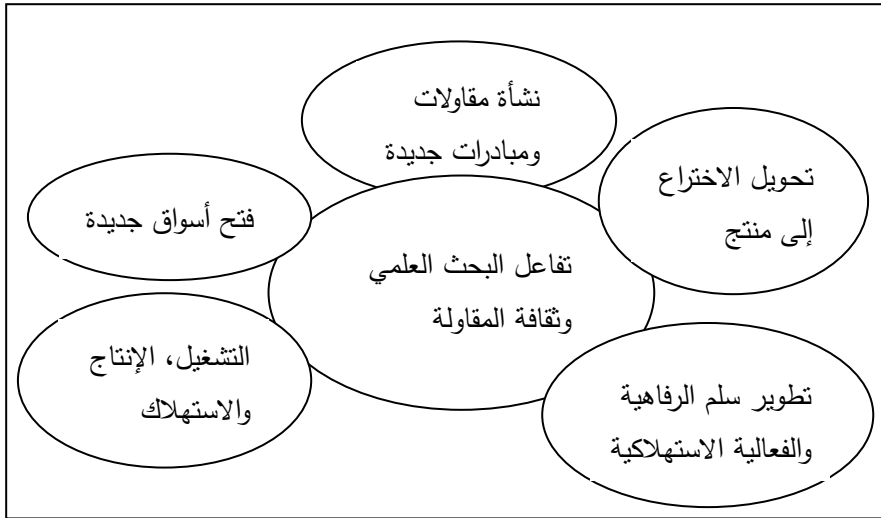 نشأة مقاولات
ومبادرات جديدة
تحويل الاختراع
إلى منتج
فتح أسواق جديدة
تفاعل البحث العلمي
وثقافة المقاولة
التشغيل، الإنتاج
والاستهلاك
تطوير سلم الرفاهية
والفعالية الاستهلاكية